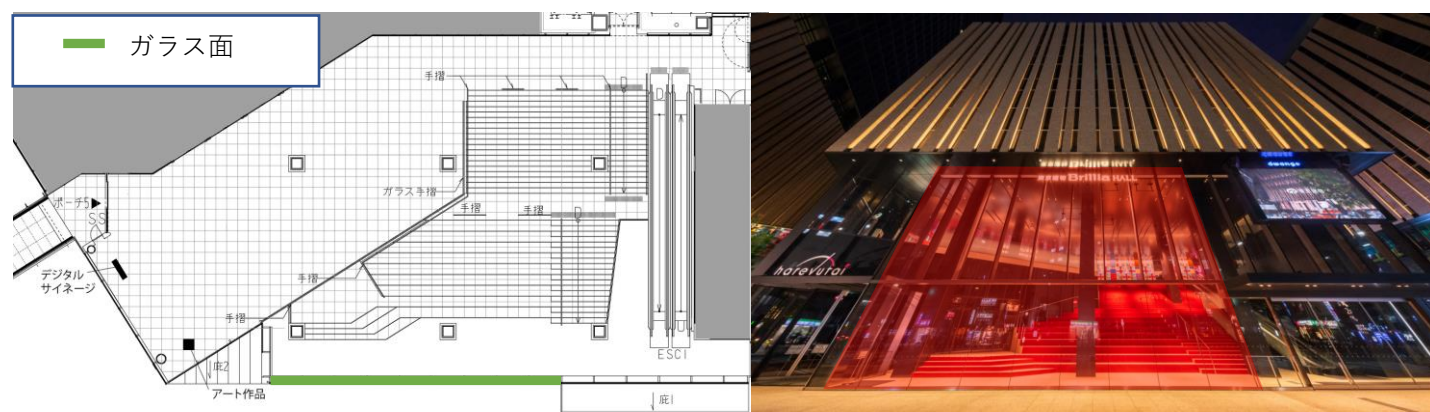 ガラス面
手摺
D
D
ガラス手摺
手摺
手摺
D
ポーチ5▶
SS
デジタル
サイネージ
手摺
手摺
庇2
アート作品
ESC1
庇1
Brillia HALL
harevutai